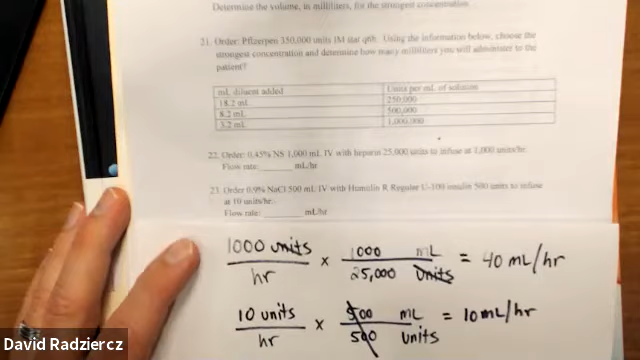 Determine the volume, in milliliters, for the strongest concentration.
21. Order: Pfizerpen 350,000 units IM stat q6h. Using the information below, choose the
strongest concentration and determine how many milliliters you will administer to the
patient?
mL diluent added Units per mL of solution
18.2 mL 250,000
8.2 mL 500,000
3.2 mL 1,000,000
22. Order: 0.45% NS 1,000 mL IV with heparin 25,000 units to infuse at 1,000 units/hr.
Flow rate: ________ mL/hr
23. Order 0.9% NaCl 500 mL IV with Humulin R Regular U-100 insulin 500 units to infuse
at 10 units/hr.
Flow rate: ________ mL/hr
1000 units / hr x 1000 mL / 25,000 units = 40 mL/hr
10 units / hr x 500 mL / 500 units = 10 mL/hr
David Radziercz